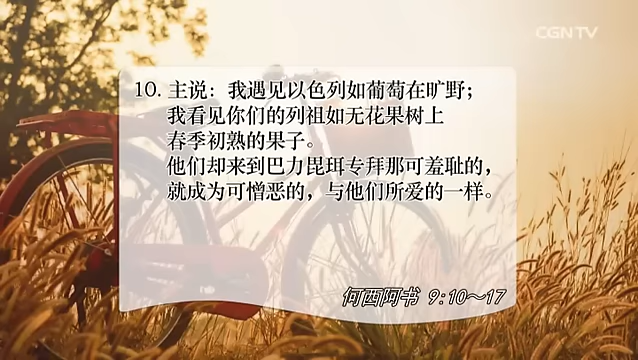 CGNTV
10. 主说：我遇见以色列如葡萄在旷野；
我看见你们的列祖如无花果树上
春季初熟的果子。
他们却来到巴力毘珥专拜那可羞耻的，
就成为可憎恶的，与他们所爱的一样。
何西阿书 9:10～17